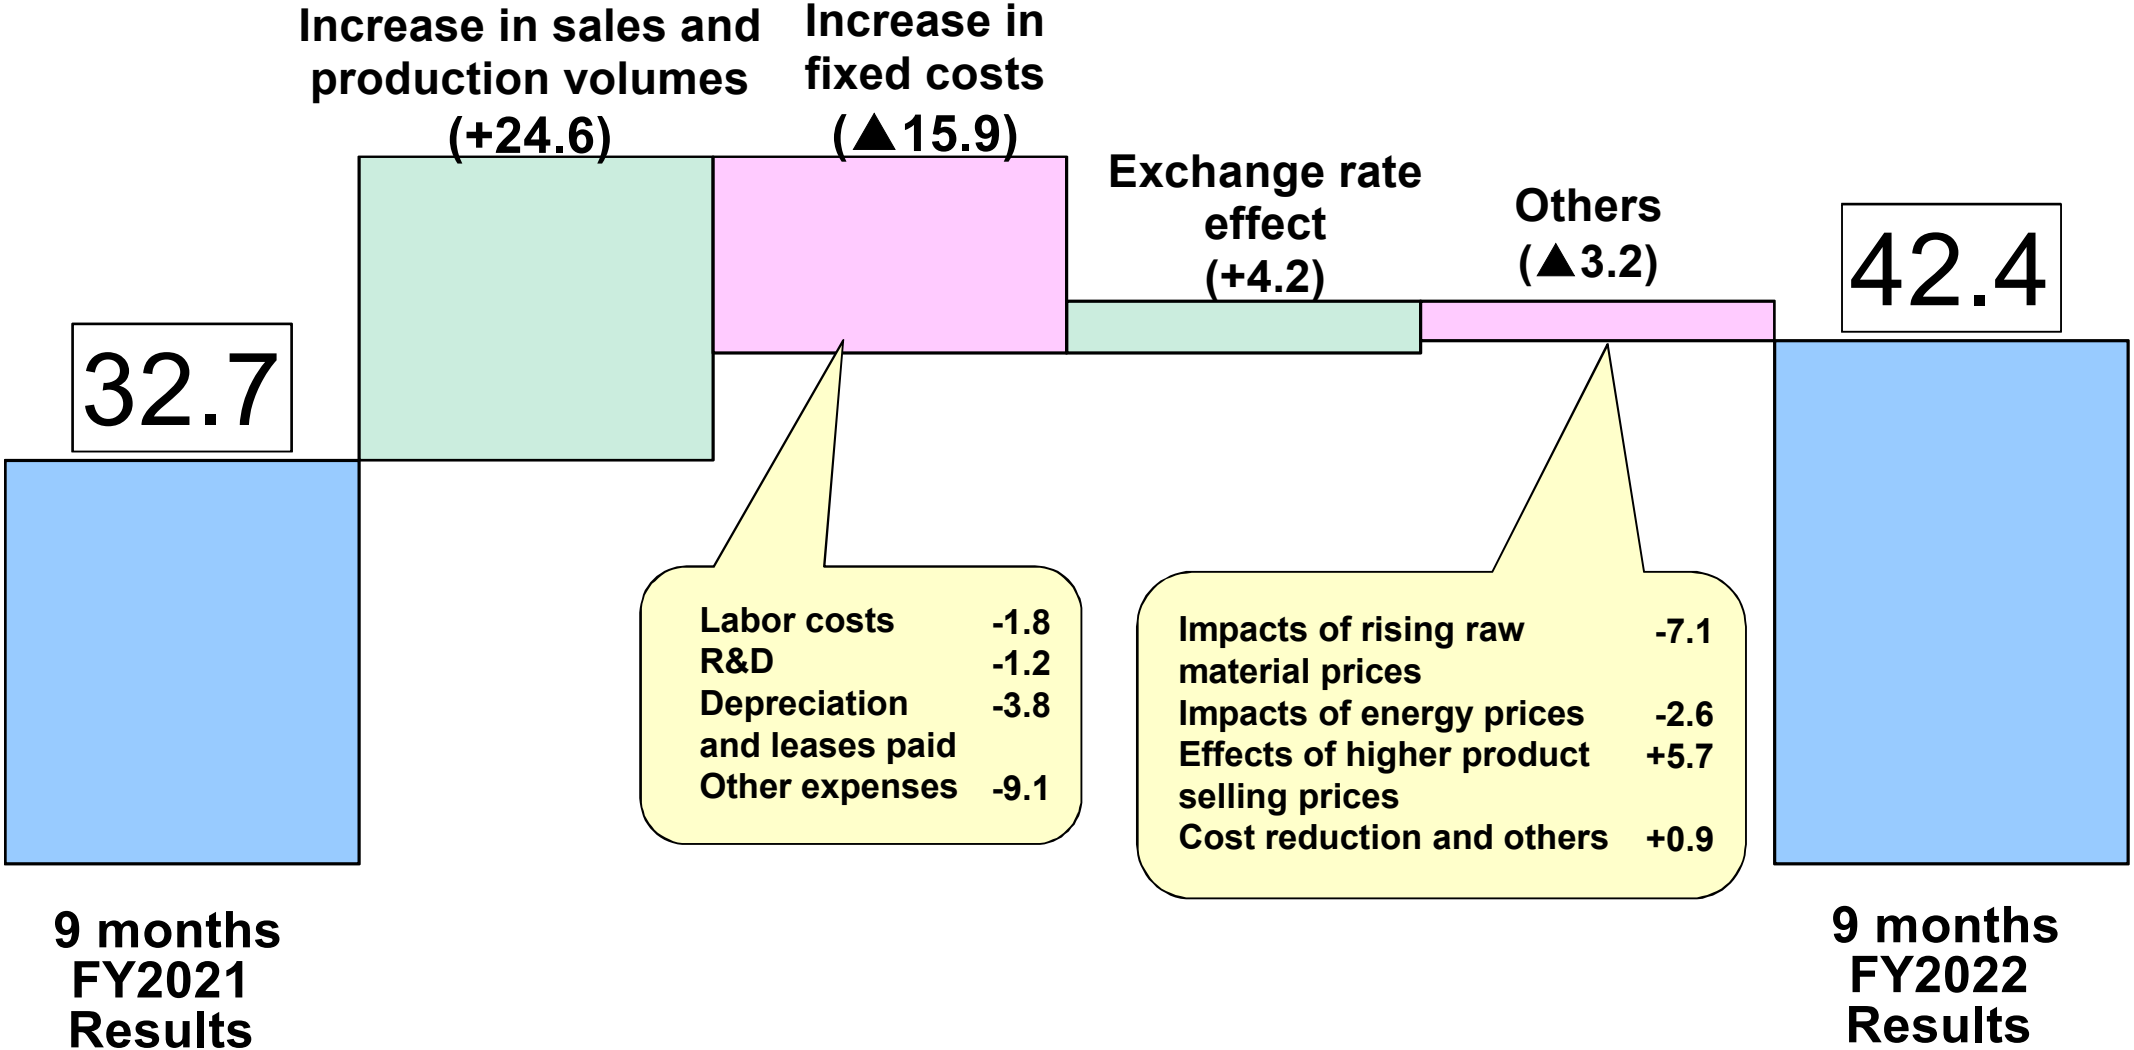 Increase in sales and
production volumes
(+24.6)
Increase in
fixed costs
(▲15.9)
Exchange rate
effect
(+4.2)
Others
(▲3.2)
42.4
32.7
Labor costs -1.8
R&D -1.2
Depreciation -3.8
and leases paid
Other expenses -9.1
Impacts of rising raw -7.1
material prices
Impacts of energy prices -2.6
Effects of higher product +5.7
selling prices
Cost reduction and others +0.9
9 months
FY2021
Results
9 months
FY2022
Results